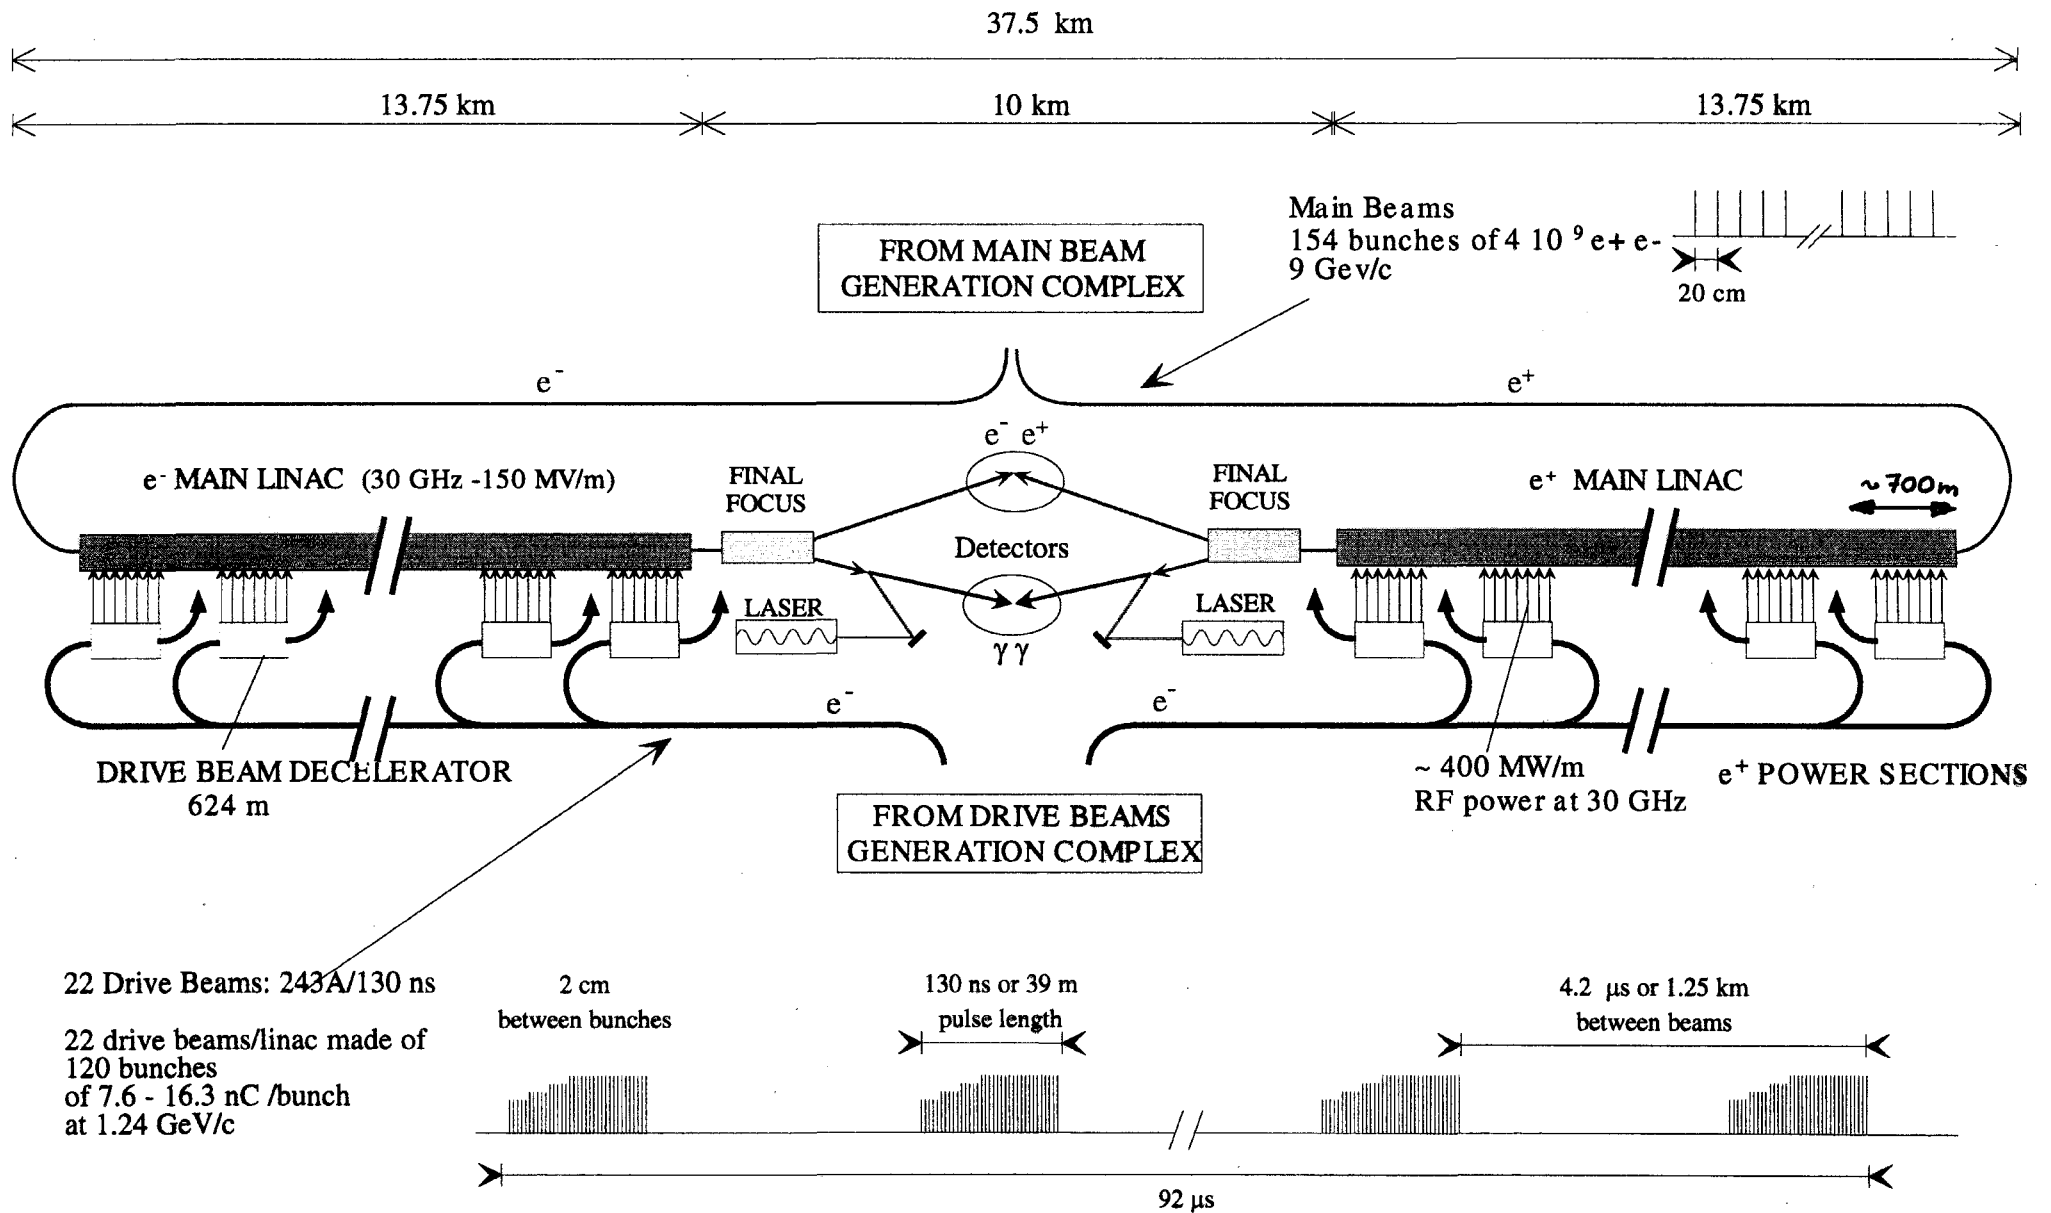 37.5 km
13.75 km
10 km
13.75 km
Main Beams
154 bunches of 4 10 9 e+ e-
9 Gev/c
20 cm
FROM MAIN BEAM
GENERATION COMPLEX
e-
e+
e- e+
e- MAIN LINAC (30 GHz -150 MV/m)
FINAL
FOCUS
FINAL
FOCUS
e+ MAIN LINAC
~700m
Detectors
LASER
LASER
γ γ
e-
e-
DRIVE BEAM DECELERATOR
624 m
~ 400 MW/m
RF power at 30 GHz
e+ POWER SECTIONS
FROM DRIVE BEAMS
GENERATION COMPLEX
22 Drive Beams: 243A/130 ns
22 drive beams/linac made of
120 bunches
of 7.6 - 16.3 nC /bunch
at 1.24 GeV/c
2 cm
between bunches
130 ns or 39 m
pulse length
4.2 µs or 1.25 km
between beams
92 µs